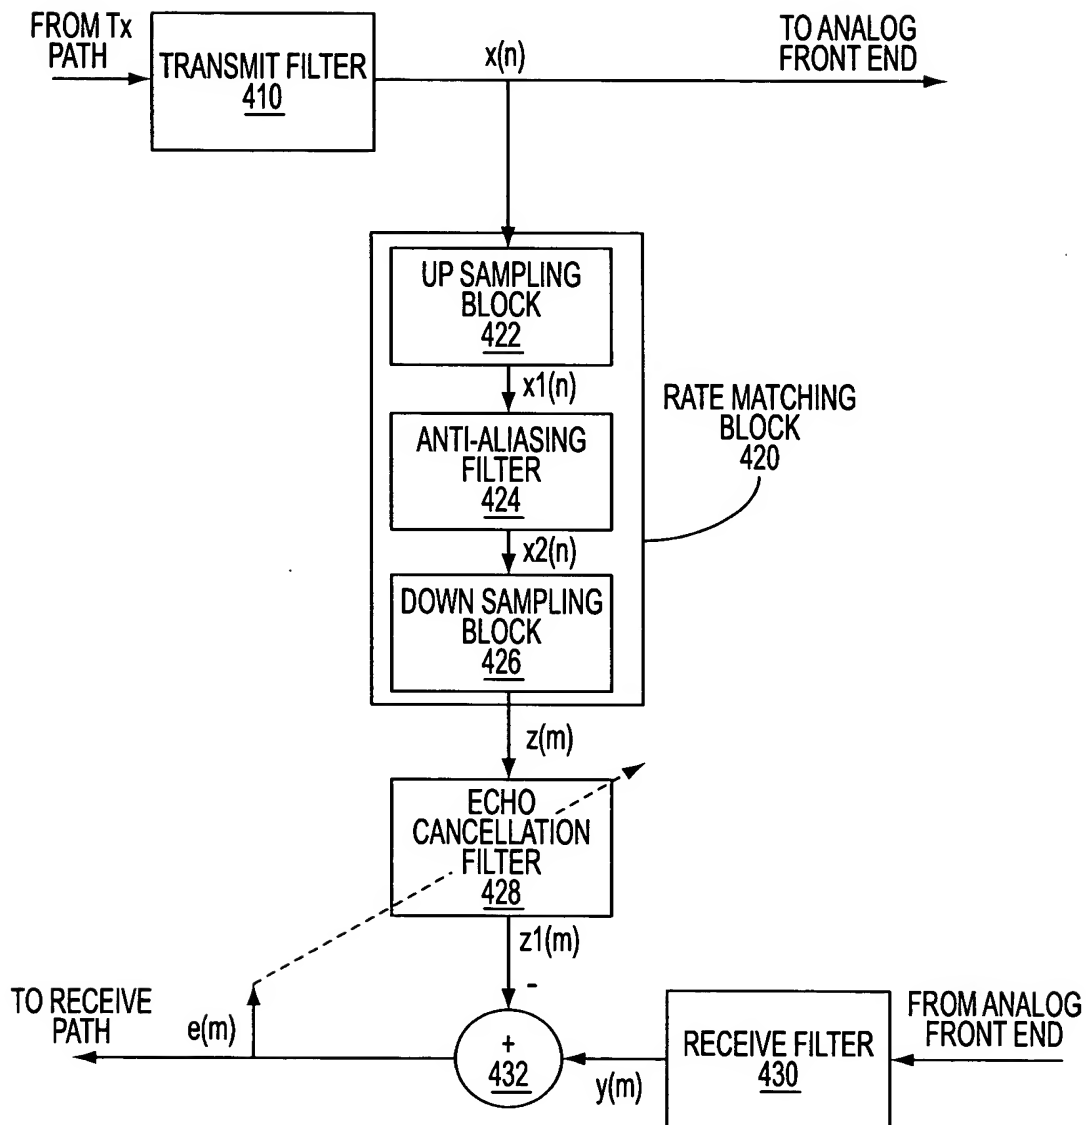 FROM Tx
PATH
TRANSMIT FILTER
410
x(n)
TO ANALOG
FRONT END
UP SAMPLING
BLOCK
422
x1(n)
ANTI-ALIASING
FILTER
424
x2(n)
DOWN SAMPLING
BLOCK
426
RATE MATCHING
BLOCK
420
z(m)
ECHO
CANCELLATION
FILTER
428
z1(m)
-
TO RECEIVE
PATH
e(m)
+
432
y(m)
RECEIVE FILTER
430
FROM ANALOG
FRONT END